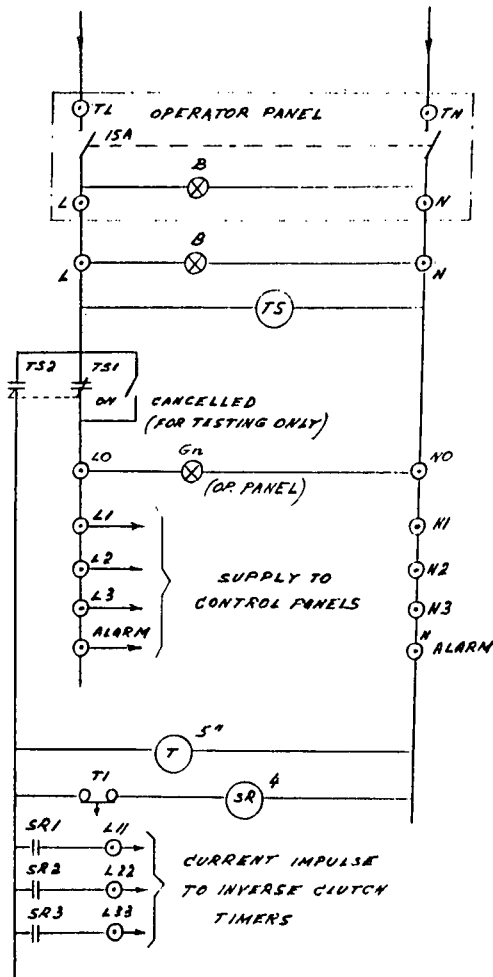 TL OPERATOR PANEL TN
15A
B
L N
B
L N
TS
TS2 TS1
ON CANCELLED
(FOR TESTING ONLY)
LO Gn NO
(OP. PANEL)
L1 N1
L2 SUPPLY TO N2
L3 CONTROL PANELS N3
ALARM N ALARM
T 5"
T1 SR 4
SR1 L11
CURRENT IMPULSE
SR2 L22
TO INVERSE CLUTCH
SR3 L33
TIMERS